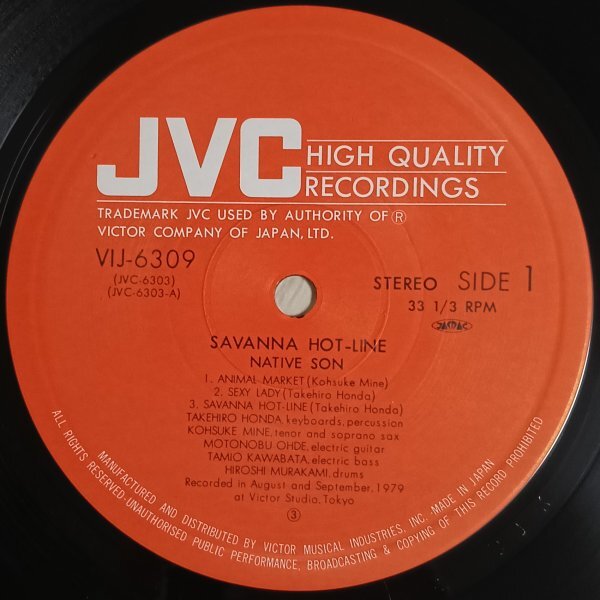 JVC
HIGH QUALITY
RECORDINGS
TRADEMARK JVC USED BY AUTHORITY OF ®
VICTOR COMPANY OF JAPAN, LTD.
VIJ-6309
(JVC-6303)
(JVC-6303-A)
STEREO SIDE 1
33 1/3 RPM
JASRAC
SAVANNA HOT-LINE
NATIVE SON
1. ANIMAL MARKET (Kohsuke Mine)
2. SEXY LADY (Takehiro Honda)
3. SAVANNA HOT-LINE (Takehiro Honda)
TAKEHIRO HONDA, keyboards, percussion
KOHSUKE MINE, tenor and soprano sax
MOTONOBU OHDE, electric guitar
TAMIO KAWABATA, electric bass
HIROSHI MURAKAMI, drums
Recorded in August and September, 1979
at Victor Studio, Tokyo
③
MANUFACTURED AND DISTRIBUTED BY VICTOR MUSICAL INDUSTRIES, INC. MADE IN JAPAN
ALL RIGHTS RESERVED-UNAUTHORISED PUBLIC PERFORMANCE, BROADCASTING & COPYING OF THIS RECORD PROHIBITED